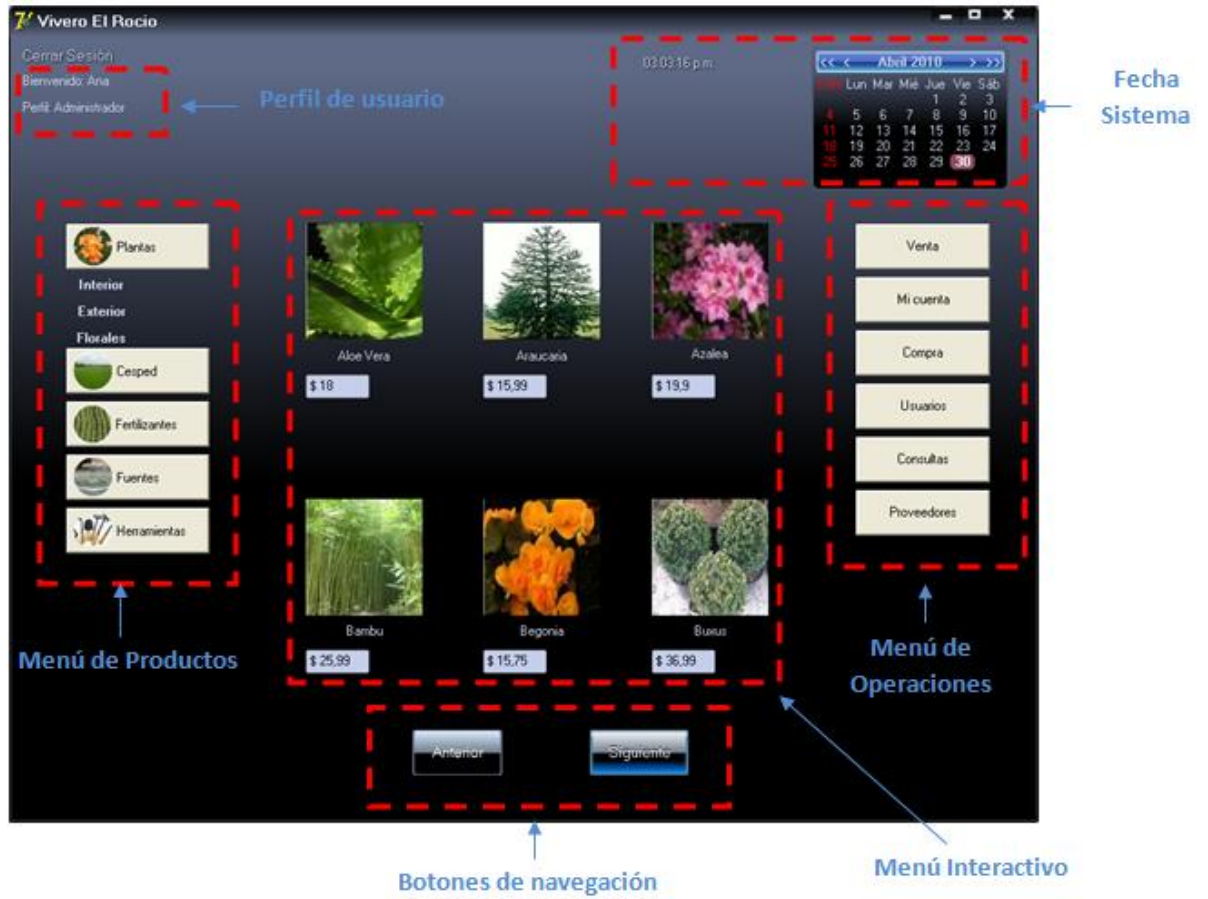 Vivero El Rocio
Cerrar Sesión
Bienvenido: Ana
Perfil: Administrador
Perfil de usuario
03:03:16 p.m.
<< < Abril 2010 > >>
Dom Lun Mar Mié Jue Vie Sáb
1 2 3
4 5 6 7 8 9 10
11 12 13 14 15 16 17
18 19 20 21 22 23 24
25 26 27 28 29 30
Fecha
Sistema
Plantas
Interior
Exterior
Florales
Cesped
Fertilizantes
Fuentes
Herramientas
Menú de Productos
Aloe Vera
Araucaria
Azalea
$ 18
$ 15,99
$ 19,9
Bambu
Begonia
Buxus
$ 25,99
$ 15,75
$ 36,99
Venta
Mi cuenta
Compra
Usuarios
Consultas
Proveedores
Menú de
Operaciones
Anterior
Siguiente
Botones de navegación
Menú Interactivo